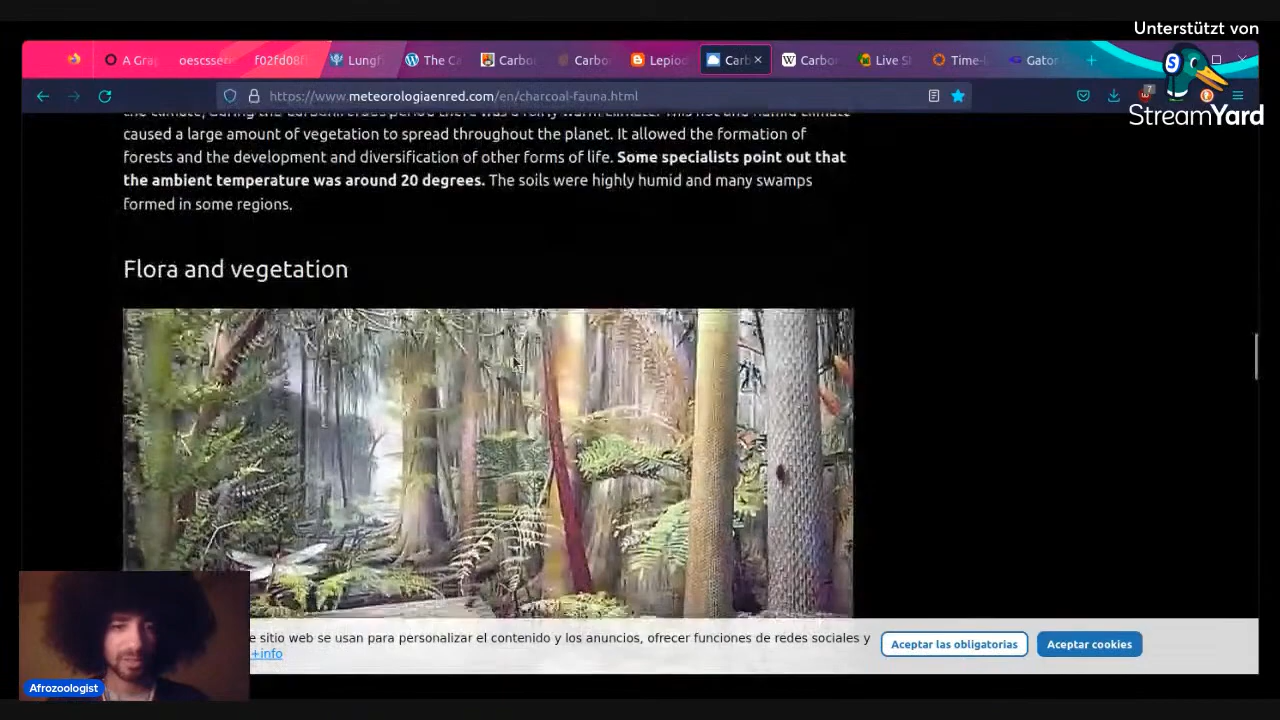 Unterstützt von
StreamYard
A Gra
oescsse
f02fd08
Lungf
The Ca
Carbo
Carbo
Lepio
Carb
Carbo
Live S
Time-
Gator
https://www.meteorologiaenred.com/en/charcoal-fauna.html
7
caused a large amount of vegetation to spread throughout the planet. It allowed the formation of
forests and the development and diversification of other forms of life. Some specialists point out that
the ambient temperature was around 20 degrees. The soils were highly humid and many swamps
formed in some regions.
Flora and vegetation
e sitio web se usan para personalizar el contenido y los anuncios, ofrecer funciones de redes sociales y
+info
Aceptar las obligatorias
Aceptar cookies
Afrozoologist